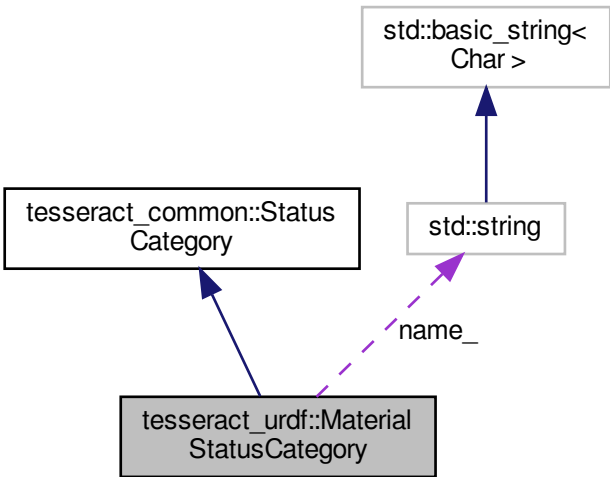 std::basic_string<
Char >
tesseract_common::Status
Category
std::string
name_
tesseract_urdf::Material
StatusCategory